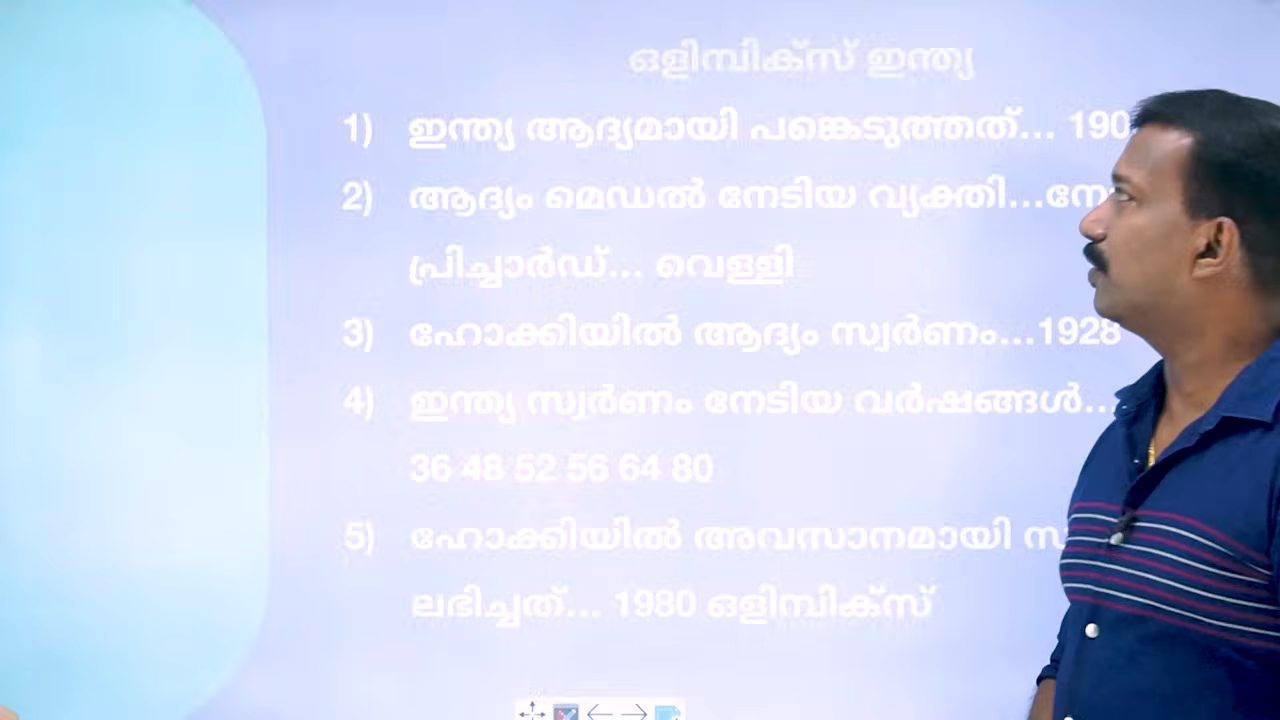 ഒളിമ്പിക്സ് ഇന്ത്യ
1) ഇന്ത്യ ആദ്യമായി പങ്കെടുത്തത്... 190
2) ആദ്യം മെഡൽ നേടിയ വ്യക്തി...
പ്രിച്ചാർഡ്... വെള്ളി
3) ഹോക്കിയിൽ ആദ്യം സ്വർണം...1928
4) ഇന്ത്യ സ്വർണം നേടിയ വർഷങ്ങൾ...
36 48 52 56 64 80
5) ഹോക്കിയിൽ അവസാനമായി
ലഭിച്ചത്... 1980 ഒളിമ്പിക്സ്